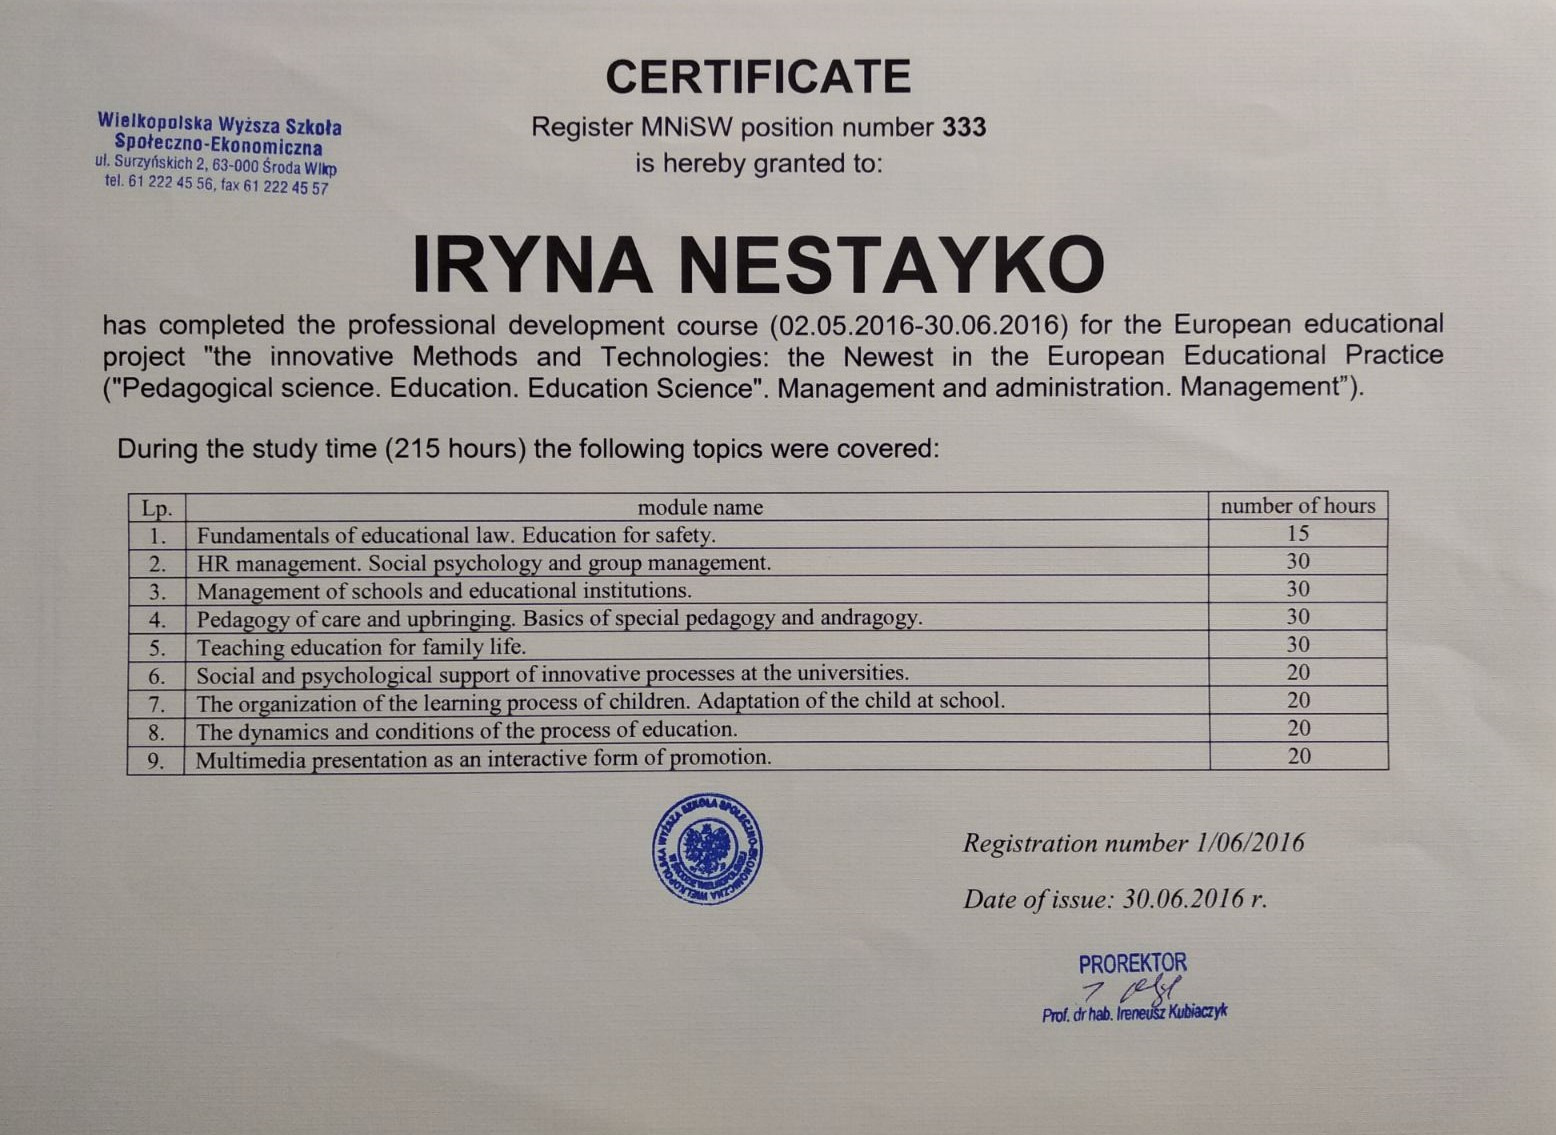 CERTIFICATE
Wielkopolska Wyższa Szkoła
Społeczno-Ekonomiczna
ul. Surzyńskich 2, 63-000 Środa Wlkp
tel. 61 222 45 56, fax 61 222 45 57
Register MNiSW position number 333
is hereby granted to:
IRYNA NESTAYKO
has completed the professional development course (02.05.2016-30.06.2016) for the European educational
project "the innovative Methods and Technologies: the Newest in the European Educational Practice
("Pedagogical science. Education. Education Science". Management and administration. Management”).
During the study time (215 hours) the following topics were covered:
Lp. module name number of hours
1. Fundamentals of educational law. Education for safety. 15
2. HR management. Social psychology and group management. 30
3. Management of schools and educational institutions. 30
4. Pedagogy of care and upbringing. Basics of special pedagogy and andragogy. 30
5. Teaching education for family life. 30
6. Social and psychological support of innovative processes at the universities. 20
7. The organization of the learning process of children. Adaptation of the child at school. 20
8. The dynamics and conditions of the process of education. 20
9. Multimedia presentation as an interactive form of promotion. 20
WIELKOPOLSKA WYŻSZA SZKOŁA SPOŁECZNO-EKONOMICZNA
Registration number 1/06/2016
Date of issue: 30.06.2016 r.
PROREKTOR
Prof. dr hab. Ireneusz Kubiaczyk